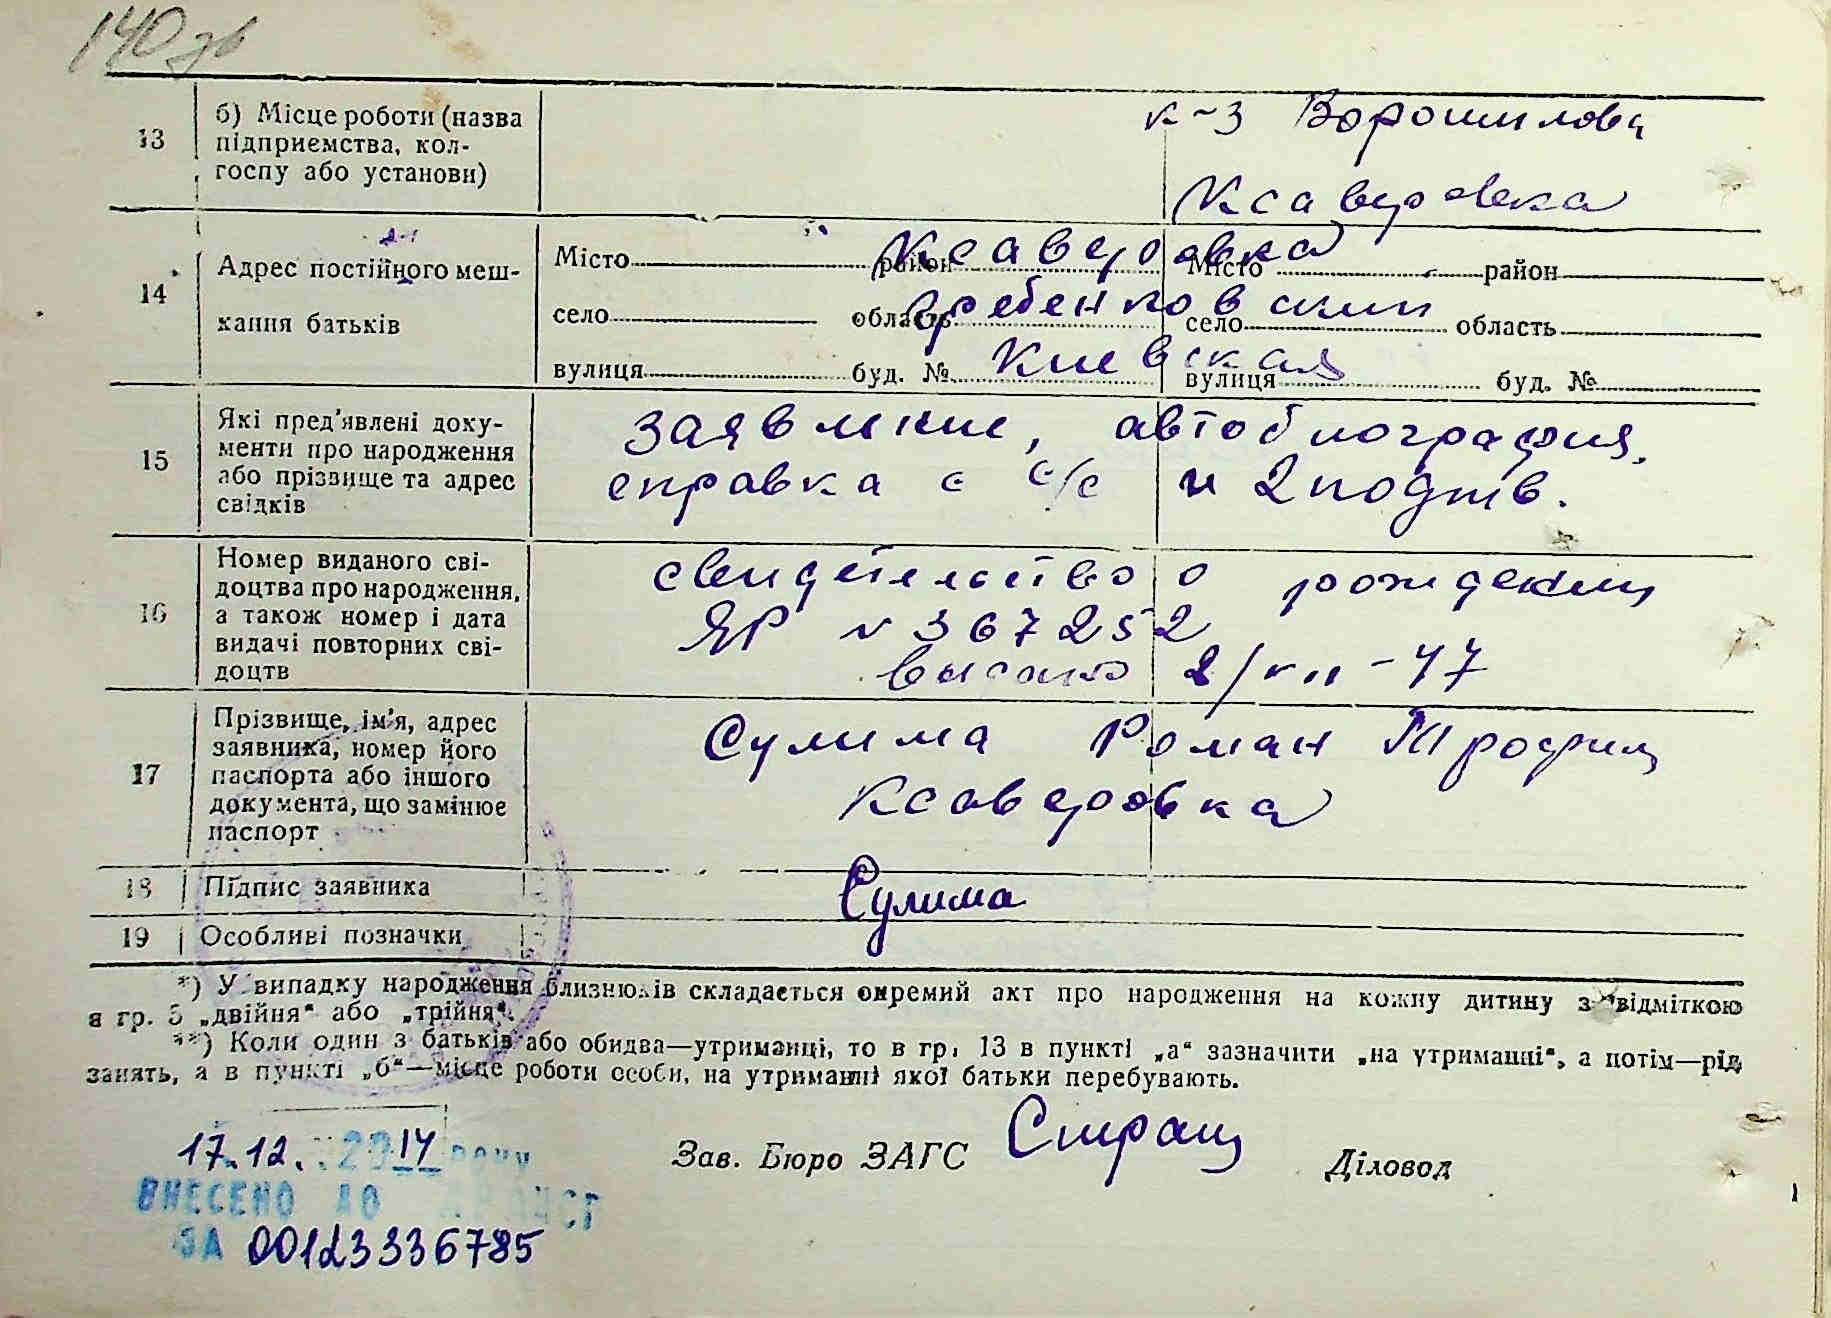 140 зв
13
б) Місце роботи (назва
підприємства, кол-
госпу або установи)
к-з Ворошилова
Ксаверовка
14
Адрес постійного меш-
кання батьків
Місто район Місто район
Ксаверовка
село область село область
Гребенковский
вулиця буд. № вулиця буд. №
Киевская
15
Які пред'явлені доку-
менти про народження
або прізвище та адрес
свідків
заявление, автобиография,
справка с с/с и 2 подтв.
16
Номер виданого сві-
доцтва про народження,
а також номер і дата
видачі повторних сві-
доцтв
свидетельство о рождении
ЯР № 367252
выдано 2/VII-47
17
Прізвище, ім'я, адрес
заявника, номер його
паспорта або іншого
документа, що замінює
паспорт
Сулима Роман Трофим
Ксаверовка
18 Підпис заявника
Сулима
19 Особливі позначки
*) У випадку народження близнюків складається окремий акт про народження на кожну дитину з відміткою
в гр. 5 „двійня“ або „трійня“.
**) Коли один з батьків або обидва—утриманці, то в гр. 13 в пункті „а“ зазначити „на утриманні“, а потім—рід
занять, а в пункті „б“—місце роботи особи, на утриманні якої батьки перебувають.
17.12. 2014 року
ВНЕСЕНО ДО
ЗА 00123336785
Зав. Бюро ЗАГС Страш Діловод